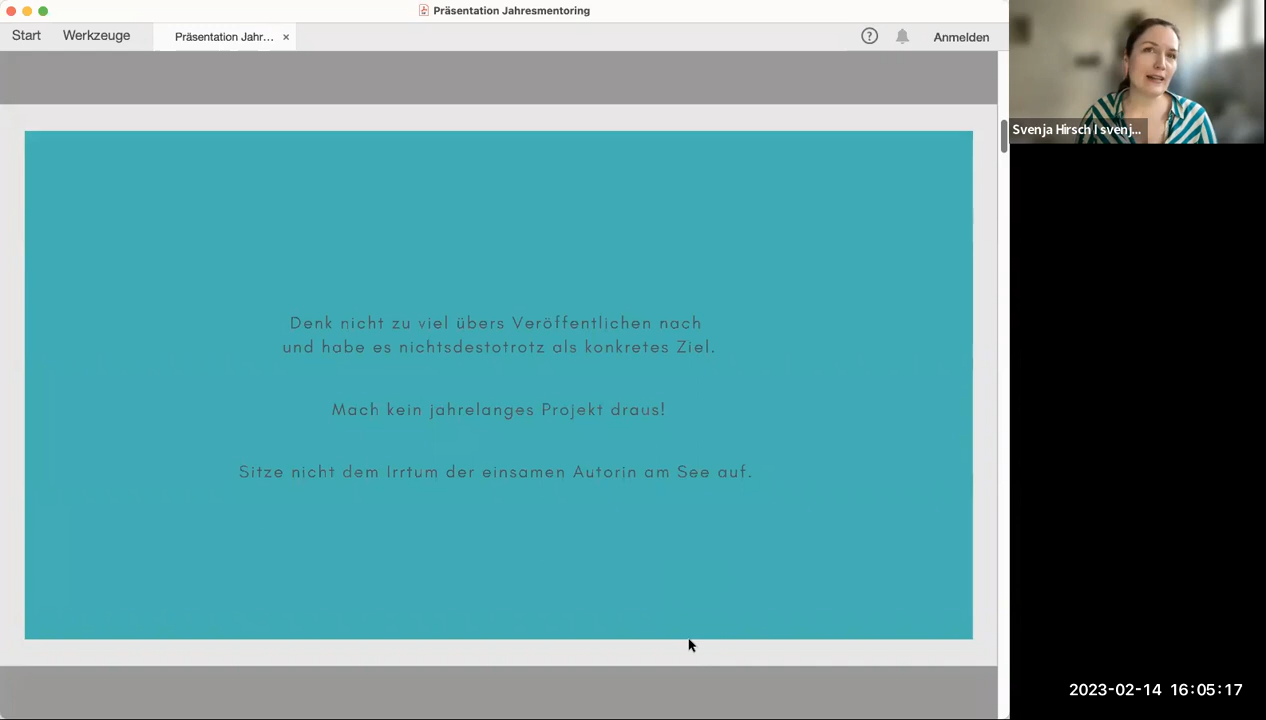 Präsentation Jahresmentoring
Start Werkzeuge Präsentation Jahr... × ? Anmelden
Svenja Hirsch I svenj...
Denk nicht zu viel übers Veröffentlichen nach
und habe es nichtsdestotrotz als konkretes Ziel.
Mach kein jahrelanges Projekt draus!
Sitze nicht dem Irrtum der einsamen Autorin am See auf.
2023-02-14 16:05:17